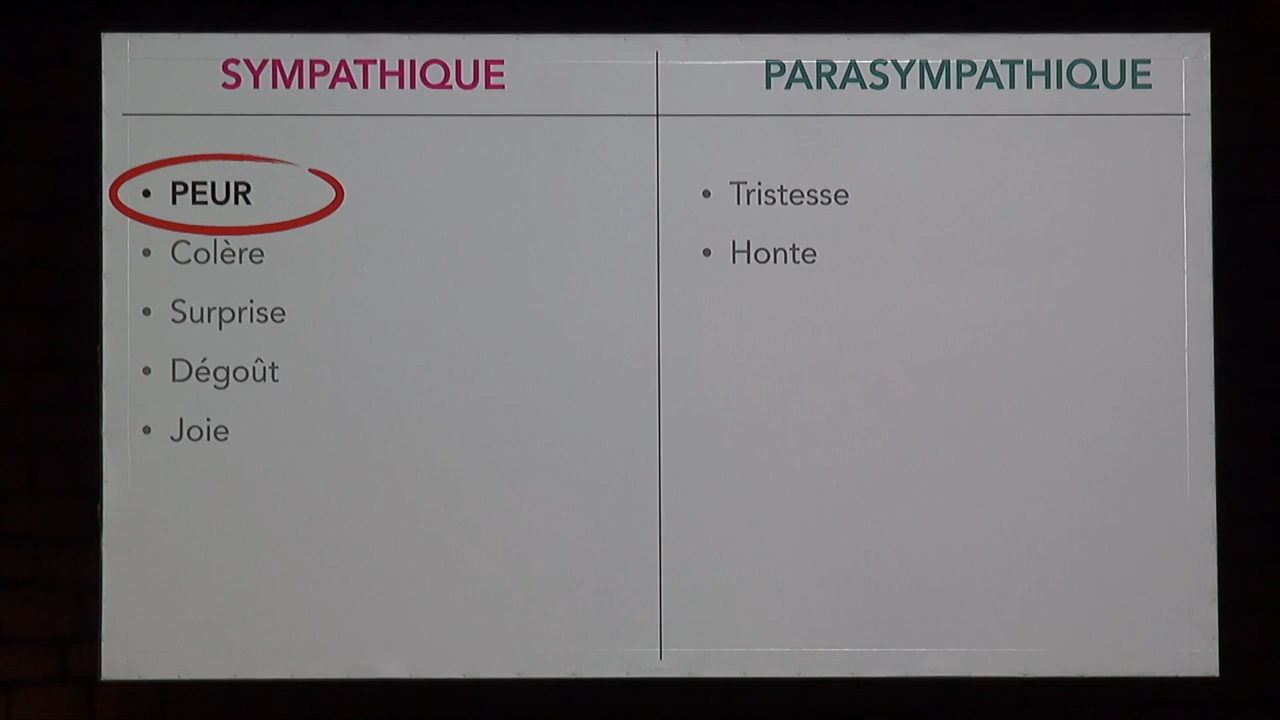 SYMPATHIQUE
PARASYMPATHIQUE
• PEUR
• Colère
• Surprise
• Dégoût
• Joie
• Tristesse
• Honte